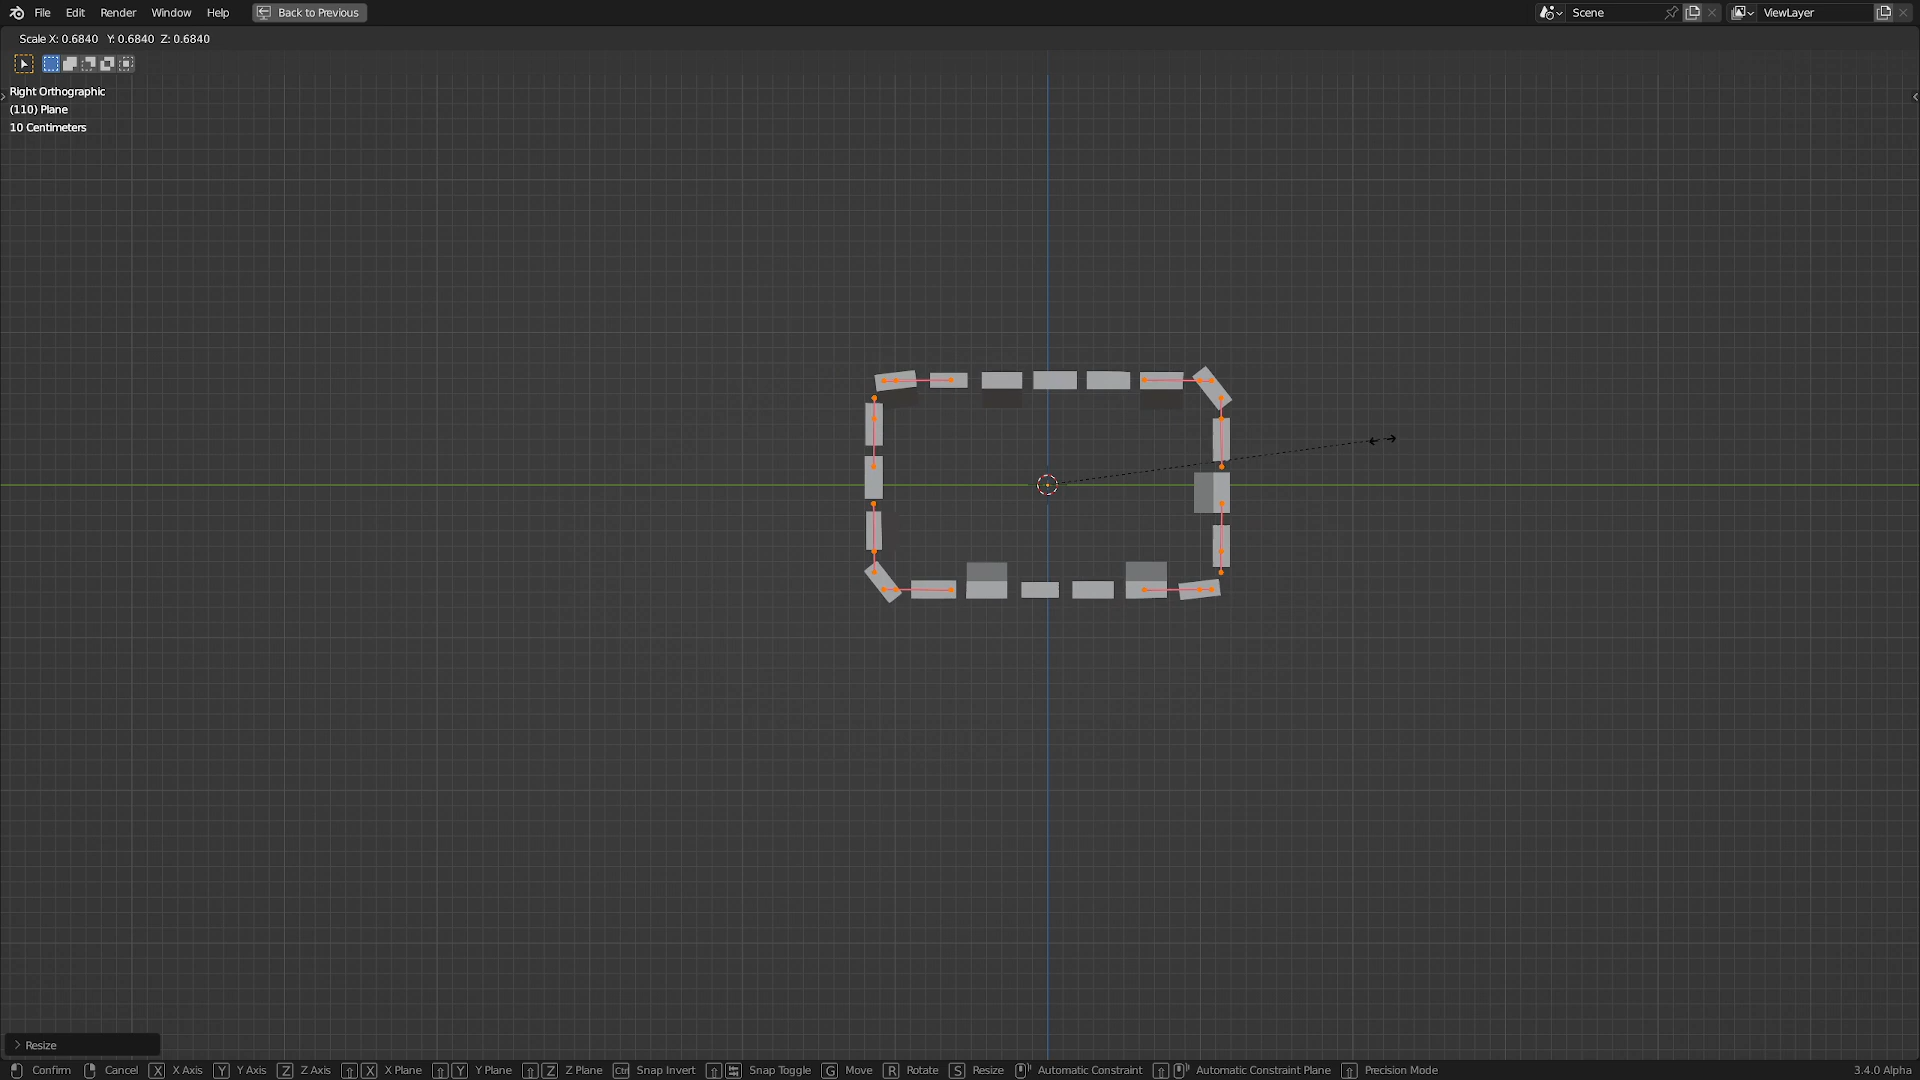 File Edit Render Window Help Back to Previous Scene ViewLayer
Scale X: 0.6840 Y: 0.6840 Z: 0.6840
Right Orthographic
(110) Plane
10 Centimeters
Resize
Confirm Cancel X X Axis Y Y Axis Z Z Axis X X Plane Y Y Plane Z Z Plane Ctrl Snap Invert Snap Toggle G Move R Rotate S Resize Automatic Constraint Automatic Constraint Plane Precision Mode 3.4.0 Alpha